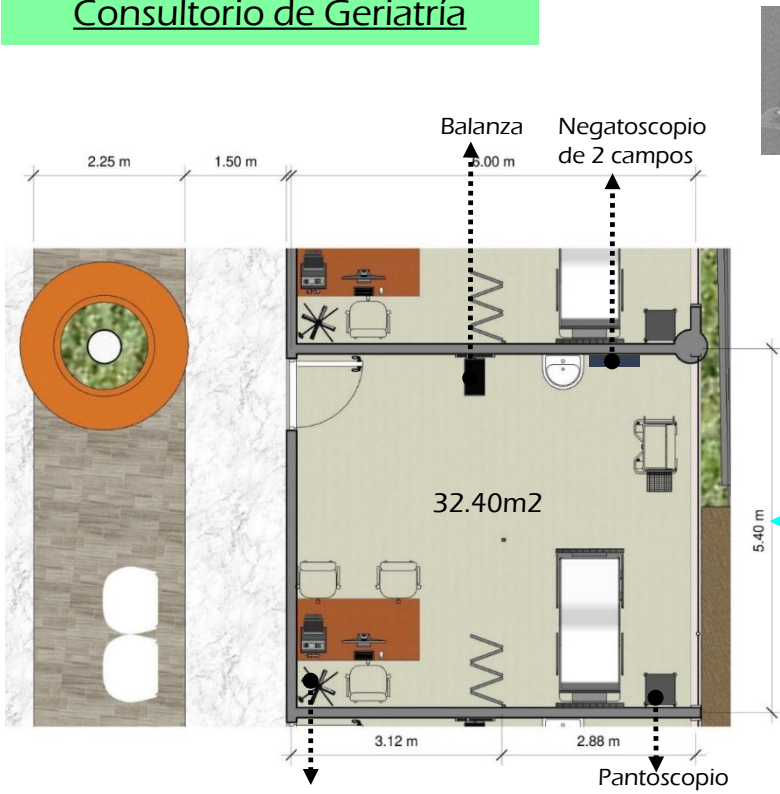 Consultorio de Geriatría
Balanza
Negatoscopio
de 2 campos
2.25 m
1.50 m
6.00 m
32.40m2
5.40 m
3.12 m
2.88 m
Pantoscopio